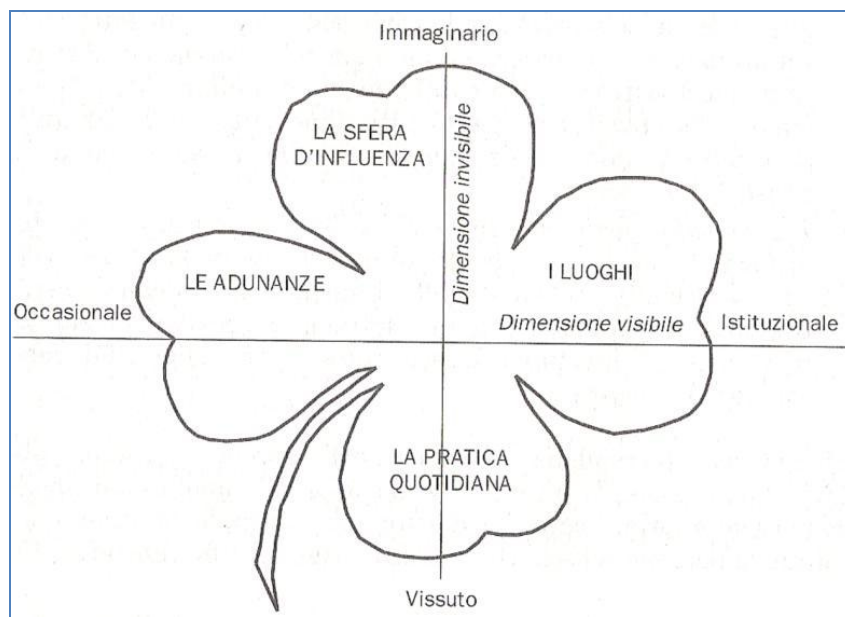 Immaginario
LA SFERA
D'INFLUENZA
Dimensione invisibile
LE ADUNANZE
I LUOGHI
Occasionale
Dimensione visibile
Istituzionale
LA PRATICA
QUOTIDIANA
Vissuto